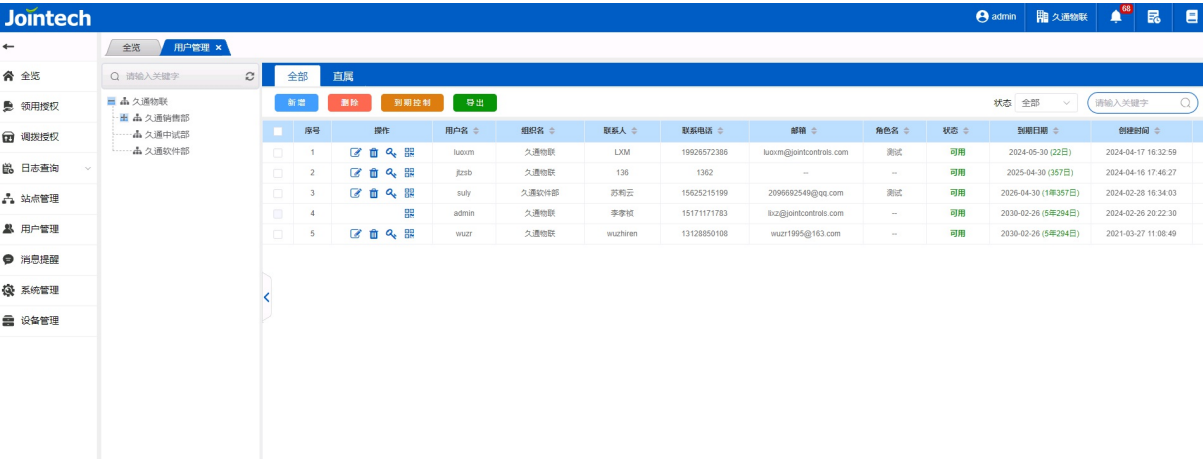 Jointech
admin 久通物联 68
全览 用户管理 ×
全览
领用授权
调拨授权
日志查询
站点管理
用户管理
消息提醒
系统管理
设备管理
请输入关键字
久通物联
久通销售部
久通中试部
久通软件部
全部 直属
新增 删除 到期控制 导出 状态 全部 请输入关键字
序号 操作 用户名 组织名 联系人 联系电话 邮箱 角色名 状态 到期日期 创建时间
1 luoxm 久通物联 LXM 19926572386 luoxm@jointcontrols.com 测试 可用 2024-05-30 (22日) 2024-04-17 16:32:59
2 jtzsb 久通物联 136 1362 -- -- 可用 2025-04-30 (357日) 2024-04-16 17:46:27
3 suly 久通软件部 15625215199 2096692549@qq.com 测试 可用 2026-04-30 (1年357日) 2024-02-28 16:34:03
4 admin 久通物联 李孝祯 15171171783 lixz@jointcontrols.com -- 可用 2030-02-26 (5年294日) 2024-02-26 20:22:30
5 wuzr 久通物联 wuzhiren 13128850108 wuzr1995@163.com -- 可用 2030-02-26 (5年294日) 2021-03-27 11:08:49